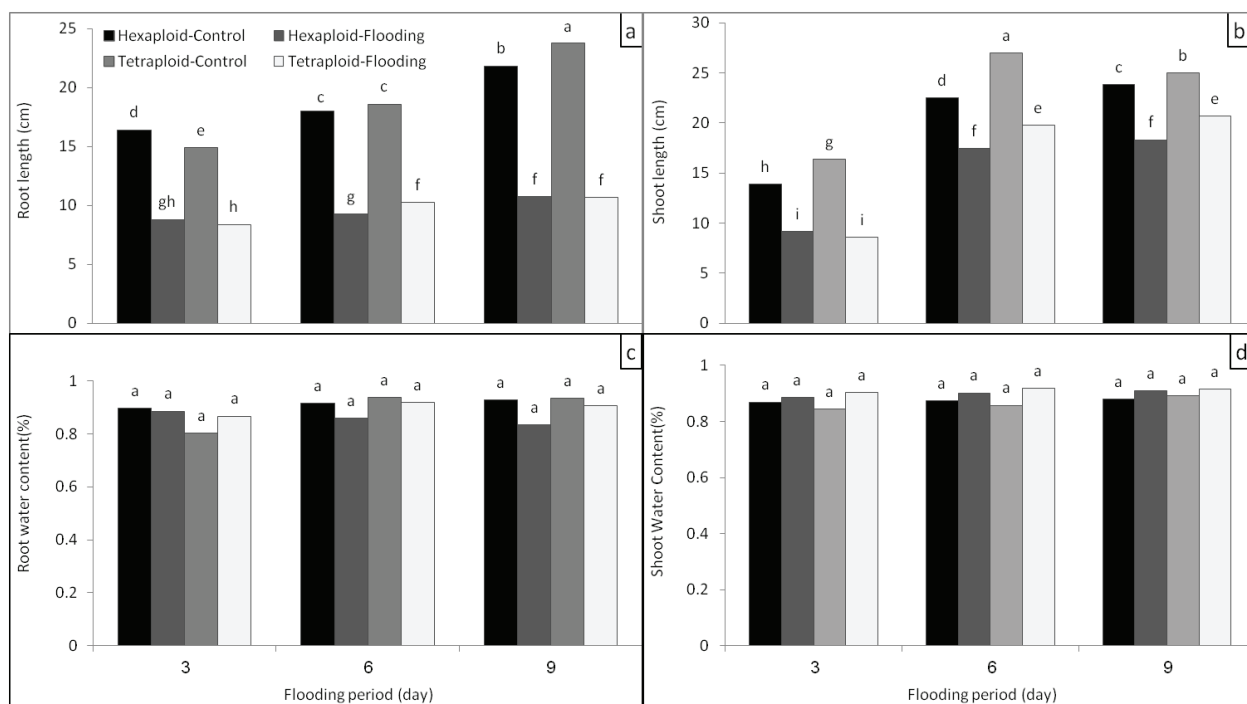 a
Root length (cm)
25
20
15
10
5
0
Hexaploid-Control Hexaploid-Flooding
Tetraploid-Control Tetraploid-Flooding
d gh e h
c g c f
b f a f
b
Shoot length (cm)
30
25
20
15
10
5
0
h i g i
d f a e
c f b e
c
Root water content(%)
1
0.8
0.6
0.4
0.2
0
a a a a
a a a a
a a a a
3 6 9
Flooding period (day)
d
Shoot Water Content(%)
1
0.8
0.6
0.4
0.2
0
a a a a
a a a a
a a a a
3 6 9
Flooding period (day)